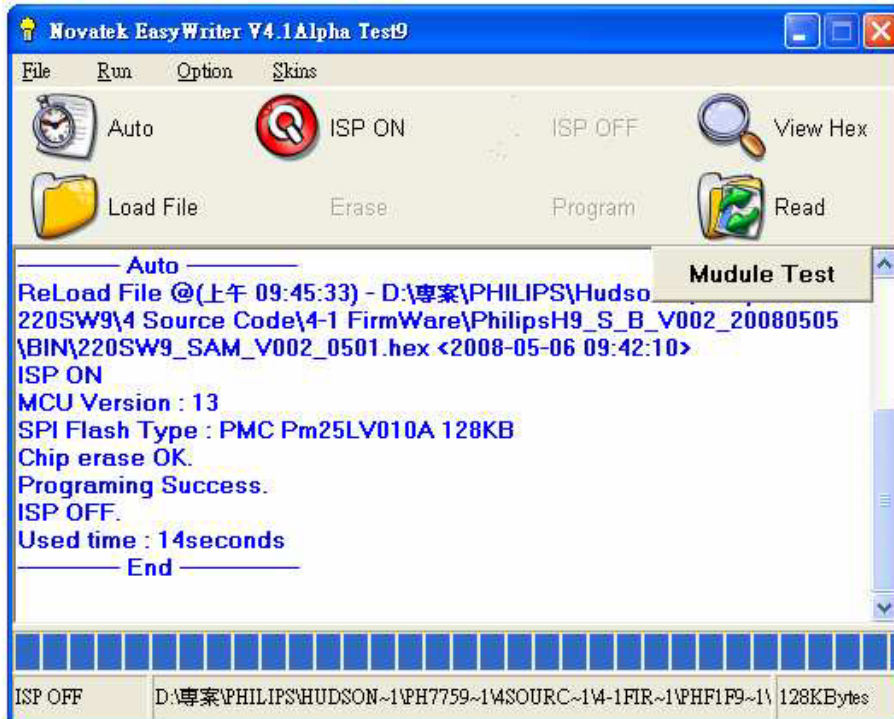 Novatek EasyWriter V4.1Alpha Test9
File Run Option Skins
Auto ISP ON ISP OFF View Hex
Load File Erase Program Read
Mudule Test
Auto
ReLoad File @(上午 09:45:33) - D:\專案\PHILIPS\Hudso
220SW9\4 Source Code\4-1 FirmWare\PhilipsH9_S_B_V002_20080505
\BIN\220SW9_SAM_V002_0501.hex <2008-05-06 09:42:10>
ISP ON
MCU Version : 13
SPI Flash Type : PMC Pm25LV010A 128KB
Chip erase OK.
Programing Success.
ISP OFF.
Used time : 14seconds
End
ISP OFF D:\專案\PHILIPS\HUDSON~1\PH7759~1\4SOURC~1\4-1FIR~1\PHF1F9~1\ 128KBytes